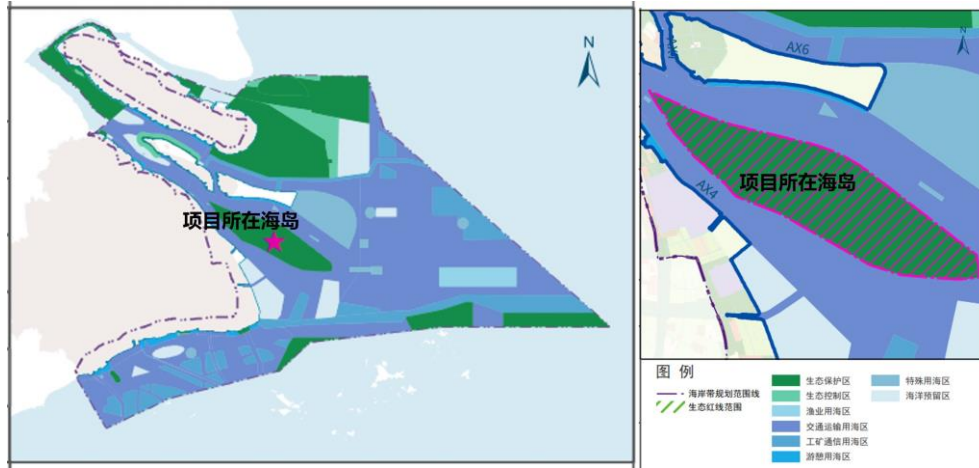 N
项目所在海岛
AX6
N
项目所在海岛
AX4
图 例
海岸带规划范围线
生态红线范围
生态保护区
生态控制区
渔业用海区
交通运输用海区
工矿通信用海区
游憩用海区
特殊用海区
海洋预留区